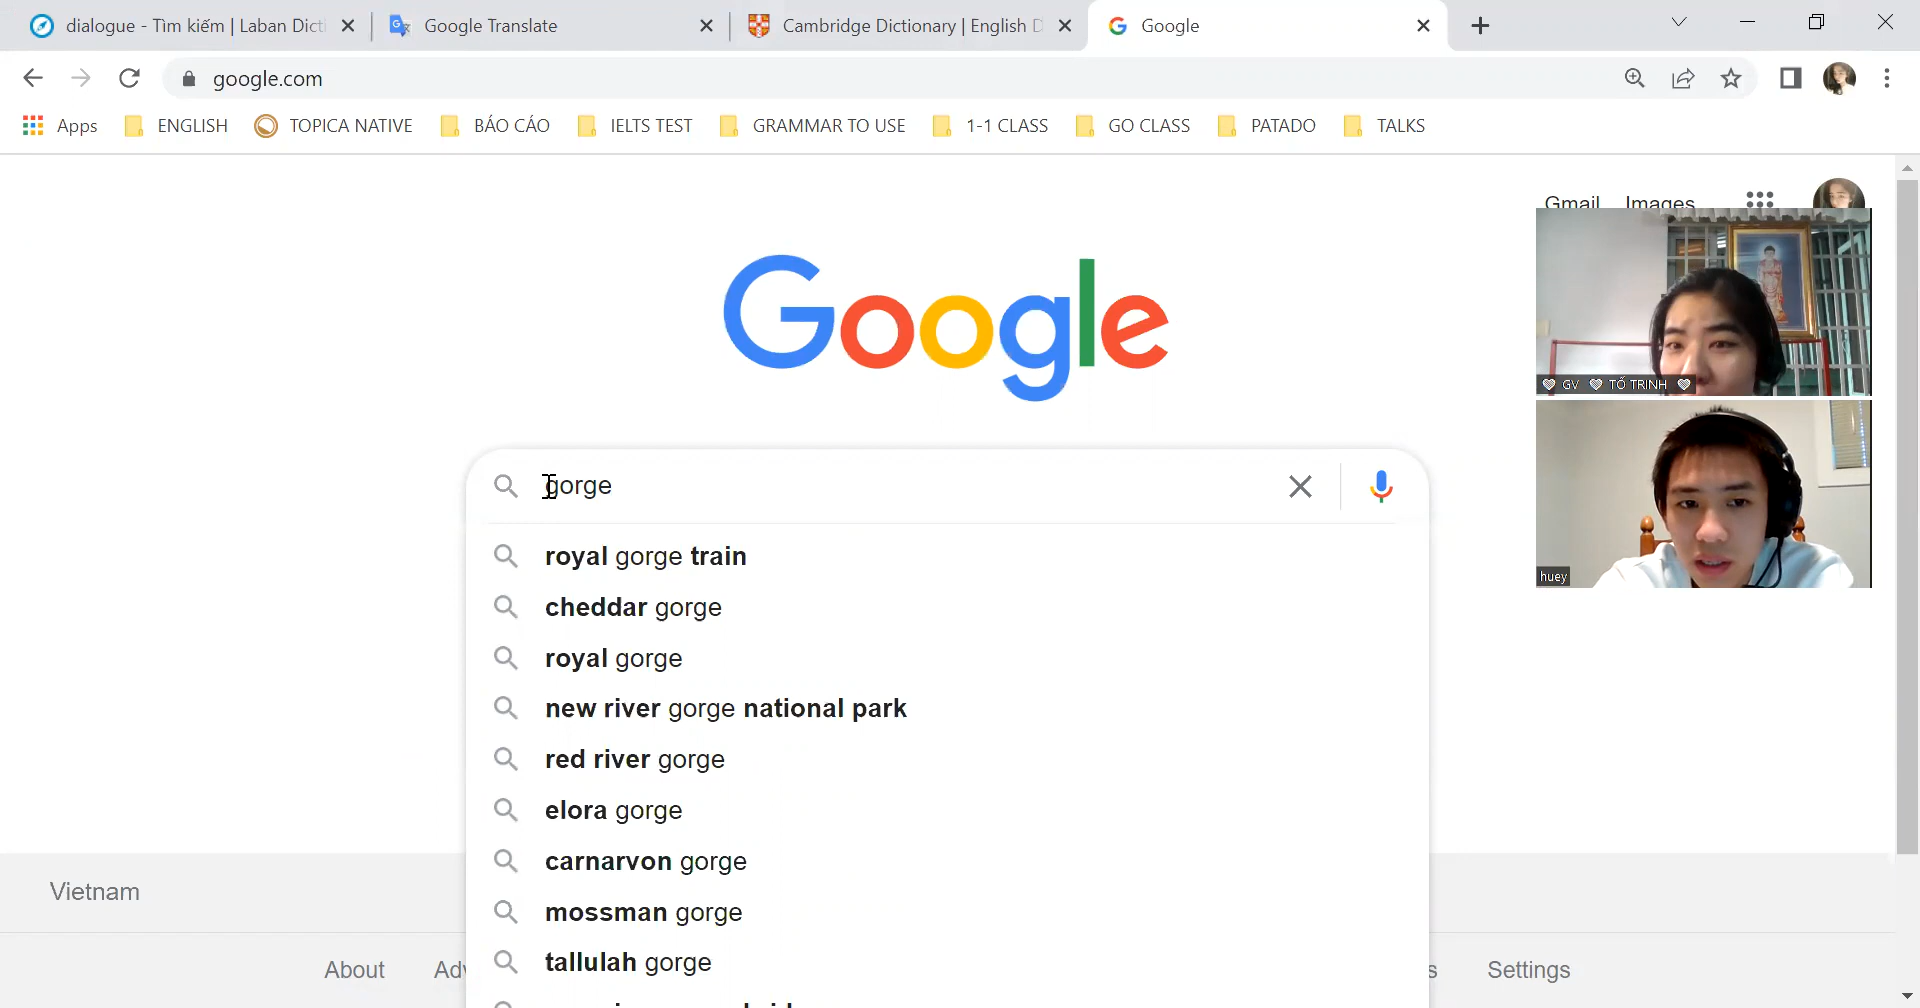 dialogue - Tìm kiếm | Laban Dicti
Google Translate
Cambridge Dictionary | English D
Google
google.com
Apps
ENGLISH
TOPICA NATIVE
BÁO CÁO
IELTS TEST
GRAMMAR TO USE
1-1 CLASS
GO CLASS
PATADO
TALKS
Gmail
Images
Google
GV TỐ TRINH
gorge
huey
royal gorge train
cheddar gorge
royal gorge
new river gorge national park
red river gorge
elora gorge
carnarvon gorge
mossman gorge
tallulah gorge
Vietnam
About
Adv
s
Settings